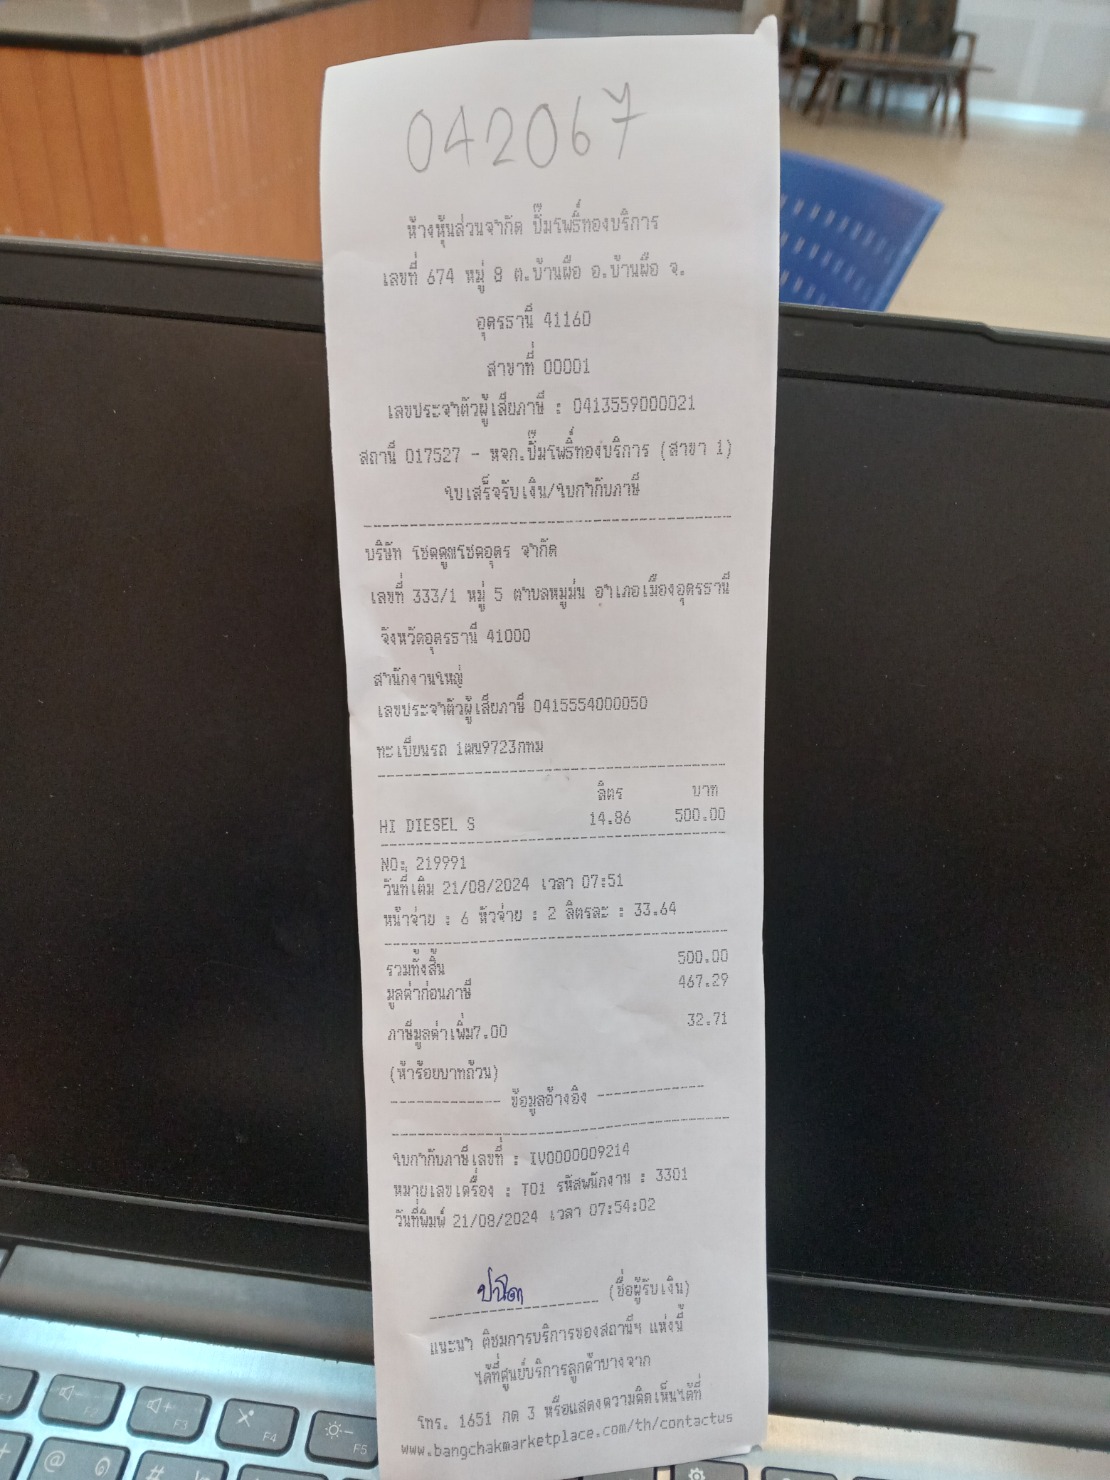 042067
ห้างหุ้นส่วนจำกัด ปั๊มโพธิ์ทองบริการ
เลขที่ 674 หมู่ 8 ต.บ้านผือ อ.บ้านผือ จ.
อุดรธานี 41160
สาขาที่ 00001
เลขประจำตัวผู้เสียภาษี : 0413559000021
สถานี 017527 - หจก.ปั๊มโพธิ์ทองบริการ (สาขา 1)
ใบเสร็จรับเงิน/ใบกำกับภาษี
บริษัท โชคคูณโชคอุดร จำกัด
เลขที่ 333/1 หมู่ 5 ตำบลหมูม่น อำเภอเมืองอุดรธานี
จังหวัดอุดรธานี 41000
สำนักงานใหญ่
เลขประจำตัวผู้เสียภาษี 0415554000050
ทะเบียนรถ 1ฒน9723กทม
ลิตร บาท
HI DIESEL S 14.86 500.00
NO: 219991
วันที่เติม 21/08/2024 เวลา 07:51
หน้าจ่าย : 6 หัวจ่าย : 2 ลิตรละ : 33.64
รวมทั้งสิ้น 500.00
มูลค่าก่อนภาษี 467.29
ภาษีมูลค่าเพิ่ม7.00 32.71
(ห้าร้อยบาทถ้วน)
ข้อมูลอ้างอิง
ใบกำกับภาษีเลขที่ : IV0000009214
หมายเลขเครื่อง : T01 รหัสพนักงาน : 3301
วันที่พิมพ์ 21/08/2024 เวลา 07:54:02
(ชื่อผู้รับเงิน)
แนะนำ ติชมการบริการของสถานีฯ แห่งนี้
ได้ที่ศูนย์บริการลูกค้าบางจาก
โทร. 1651 กด 3 หรือแสดงความคิดเห็นได้ที่
www.bangchakmarketplace.com/th/contactus
F2
F3
F4
F5
@
#